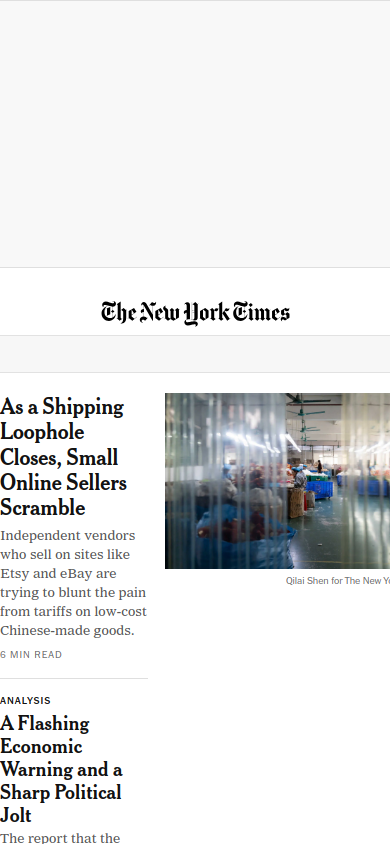 The New York Times
As a Shipping
Loophole
Closes, Small
Online Sellers
Scramble
Independent vendors
who sell on sites like
Etsy and eBay are
trying to blunt the pain
from tariffs on low-cost
Chinese-made goods.
6 MIN READ
Qilai Shen for The New Yo
ANALYSIS
A Flashing
Economic
Warning and a
Sharp Political
Jolt
The report that the